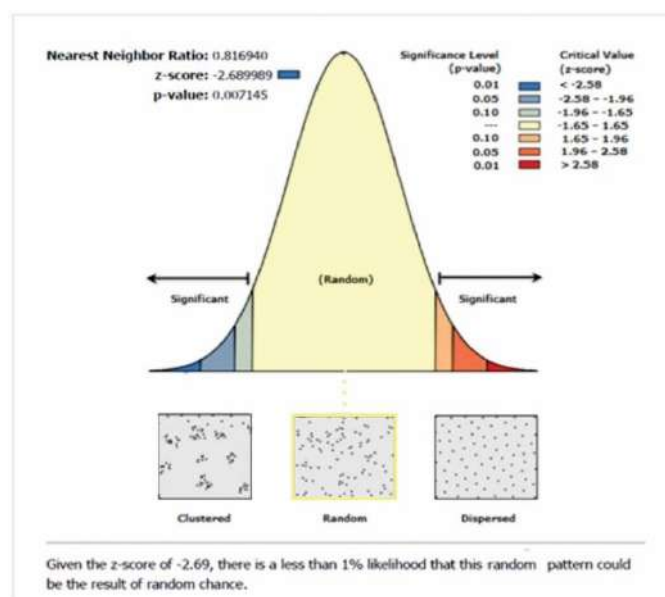 Nearest Neighbor Ratio: 0.816940
z-score: -2.689989
p-value: 0.007145
Significance Level
(p-value)
Critical Value
(z-score)
0.01 < -2.58
0.05 -2.58 – -1.96
0.10 -1.96 – -1.65
--- -1.65 – 1.65
0.10 1.65 – 1.96
0.05 1.96 – 2.58
0.01 > 2.58
Significant
(Random)
Significant
Clustered
Random
Dispersed
Given the z-score of -2.69, there is a less than 1% likelihood that this random pattern could
be the result of random chance.